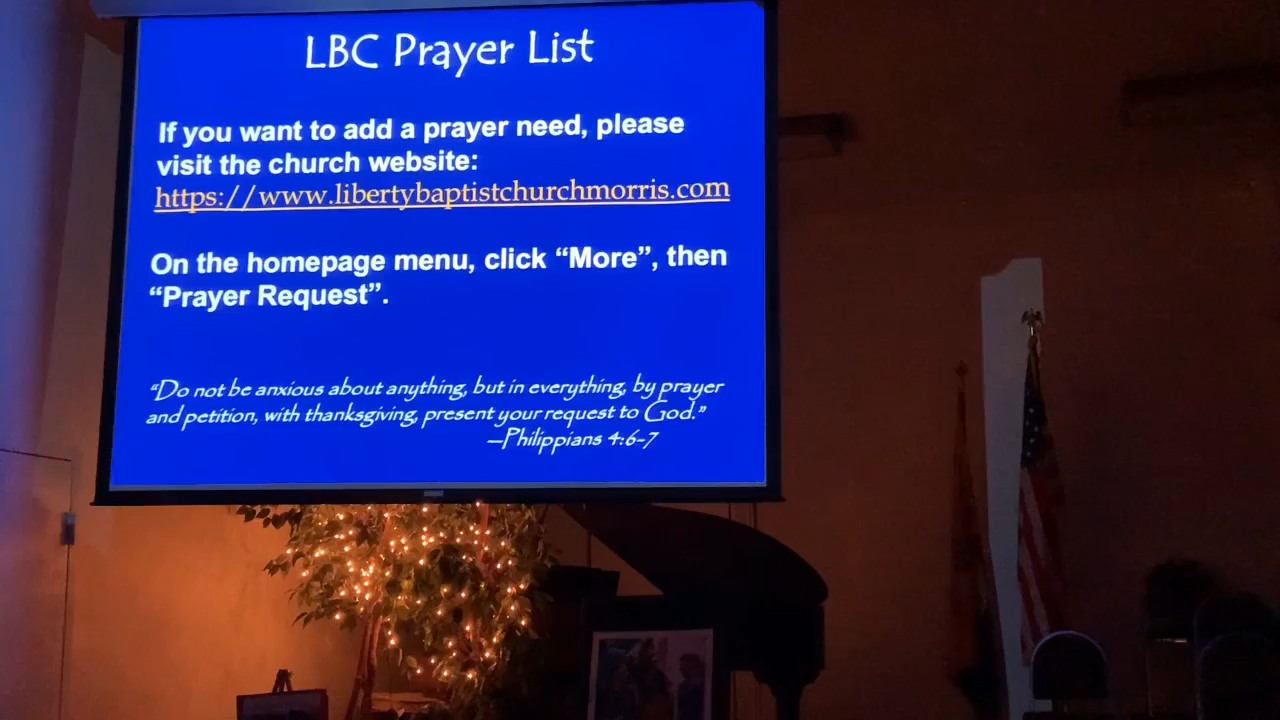 LBC Prayer List
If you want to add a prayer need, please
visit the church website:
https://www.libertybaptistchurchmorris.com
On the homepage menu, click “More”, then
“Prayer Request”.
“Do not be anxious about anything, but in everything, by prayer
and petition, with thanksgiving, present your request to God.”
—Philippians 4:6-7